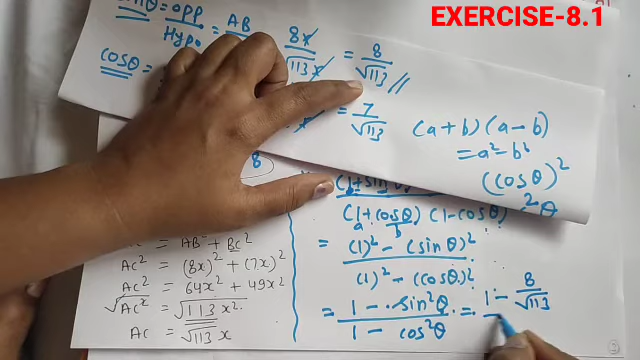 EXERCISE-8.1
θ = opp / Hypo = AB / 8x / √113 x = 8 / √113 //
cosθ = 7 / √113
(a+b)(a-b)
= a² - b²
(cosθ)²
²θ
8
(1+sin
(1+cosθ) (1-cosθ)
a b
= (1)² - (sinθ)² / (1)² - (cosθ)²
= 1 - sin²θ / 1 - cos²θ = 1 - 8 / √113
= AB² + BC²
AC² = (8x)² + (7x)²
AC² = 64x² + 49x²
√AC² = √113 x²
AC = √113 x